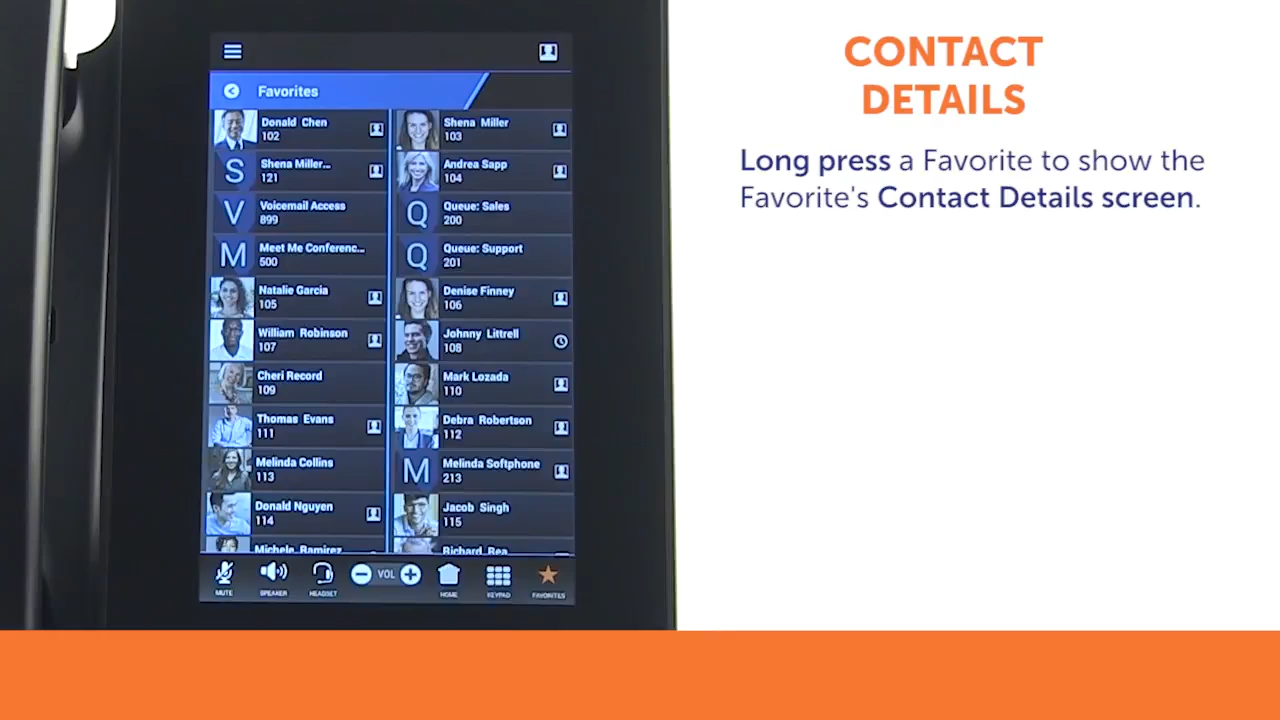 CONTACT
DETAILS
Long press a Favorite to show the
Favorite's Contact Details screen.
Favorites
Donald Chen
102
Shena Miller
103
S
Shena Miller...
121
Andrea Sapp
104
V
Voicemail Access
899
Q
Queue: Sales
200
M
Meet Me Conferenc...
500
Q
Queue: Support
201
Natalie Garcia
105
Denise Finney
106
William Robinson
107
Johnny Littrell
108
Cheri Record
109
Mark Lozada
110
Thomas Evans
111
Debra Robertson
112
Melinda Collins
113
M
Melinda Softphone
213
Donald Nguyen
114
Jacob Singh
115
Michele Ramirez
Richard Rea
MUTE
SPEAKER
HEADSET
VOL
HOME
KEYPAD
FAVORITES